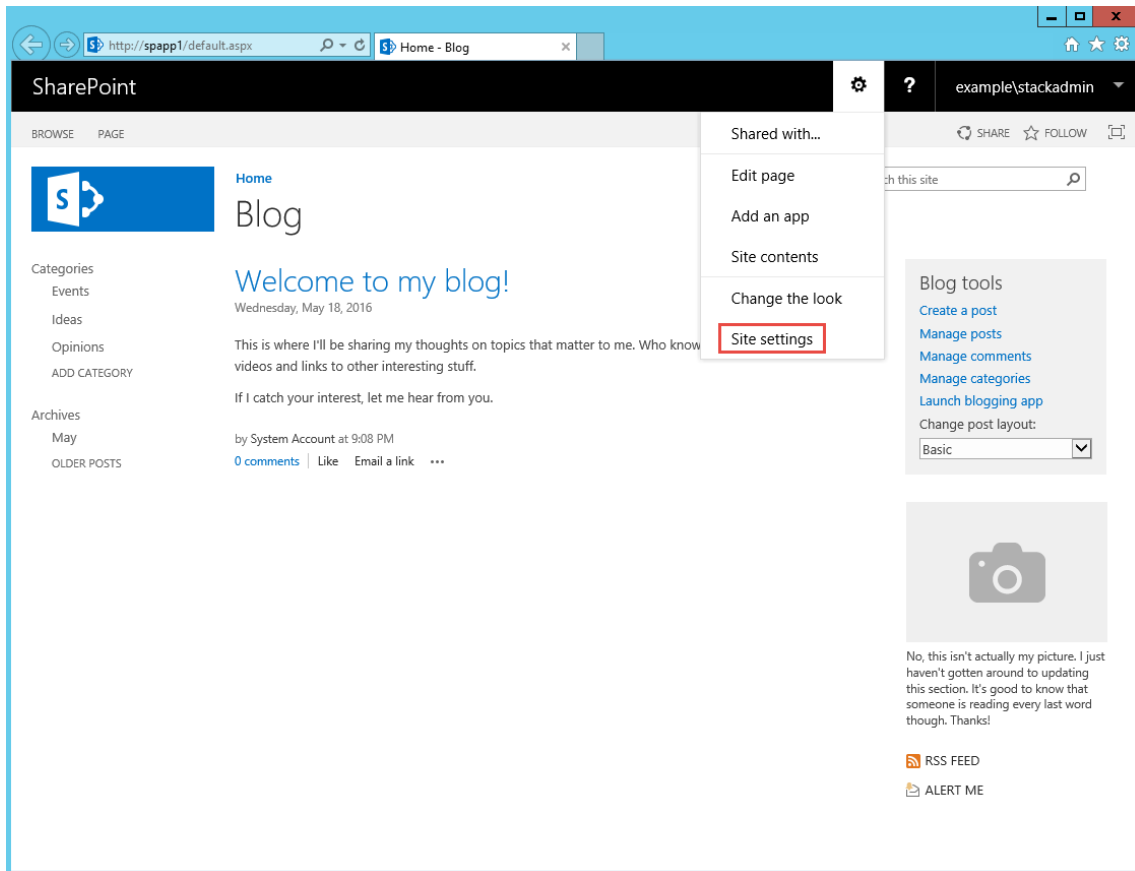 http://spapp1/default.aspx
Home - Blog
SharePoint
?
example\stackadmin
BROWSE
PAGE
SHARE
FOLLOW
Shared with...
Edit page
Add an app
Site contents
Change the look
Site settings
this site
S
Home
Blog
Categories
Events
Ideas
Opinions
ADD CATEGORY
Archives
May
OLDER POSTS
Welcome to my blog!
Wednesday, May 18, 2016
This is where I'll be sharing my thoughts on topics that matter to me. Who know
videos and links to other interesting stuff.
If I catch your interest, let me hear from you.
by System Account at 9:08 PM
0 comments
Like
Email a link
Blog tools
Create a post
Manage posts
Manage comments
Manage categories
Launch blogging app
Change post layout:
Basic
No, this isn't actually my picture. I just
haven't gotten around to updating
this section. It's good to know that
someone is reading every last word
though. Thanks!
RSS FEED
ALERT ME